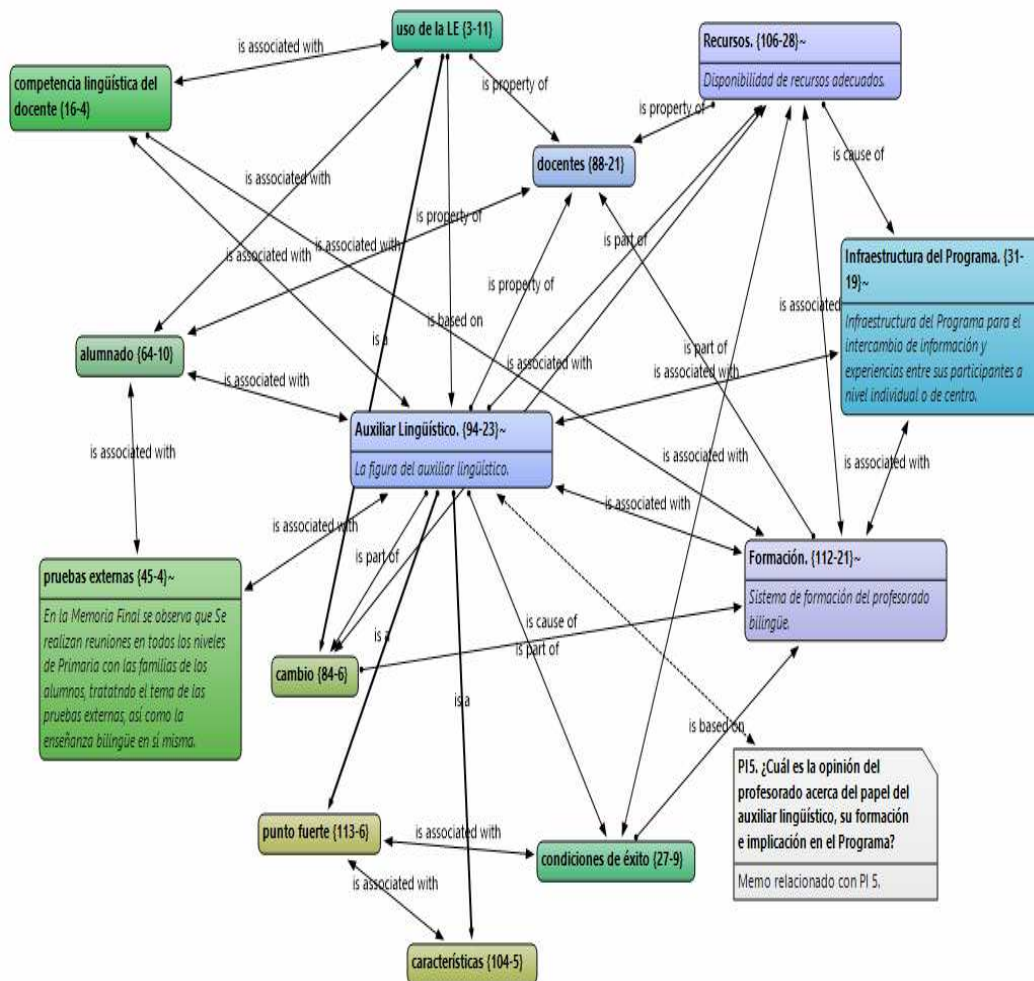 uso de la LE {3-11}
is associated with
Recursos. {106-28}~
Disponibilidad de recursos adecuados.
competencia lingüística del
docente {16-4}
is property of
is property of
is cause of
docentes {88-21}
is associated with
is property of
is associated with
is associated with
is part of
Infraestructura del Programa. {31-
19}~
Infraestructura del Programa para el
intercambio de información y
experiencias entre sus participantes a
nivel individual o de centro.
is property of
is associated
is based on
is a
is part of
alumnado {64-10}
is associated with
is associated with
is associated with
Auxiliar Lingüístico. {94-23}~
La figura del auxiliar lingüístico.
is associated with
is associated with
is associated with
is associated with
is associated with
Formación. {112-21}~
Sistema de formación del profesorado
bilingüe.
is part of
pruebas externas {45-4}~
En la Memoria Final se observa que Se
realizan reuniones en todos los niveles
de Primaria con las familias de los
alumnos, tratatndo el tema de las
pruebas externas, así como la
enseñanza bilingüe en sí misma.
is a
is cause of
is part of
cambio {84-6}
is a
is based on
PI5. ¿Cuál es la opinión del
profesorado acerca del papel del
auxiliar lingüístico, su formación
e implicación en el Programa?
Memo relacionado con PI 5.
punto fuerte {113-6}
is associated with
condiciones de éxito {27-9}
is associated with
características {104-5}